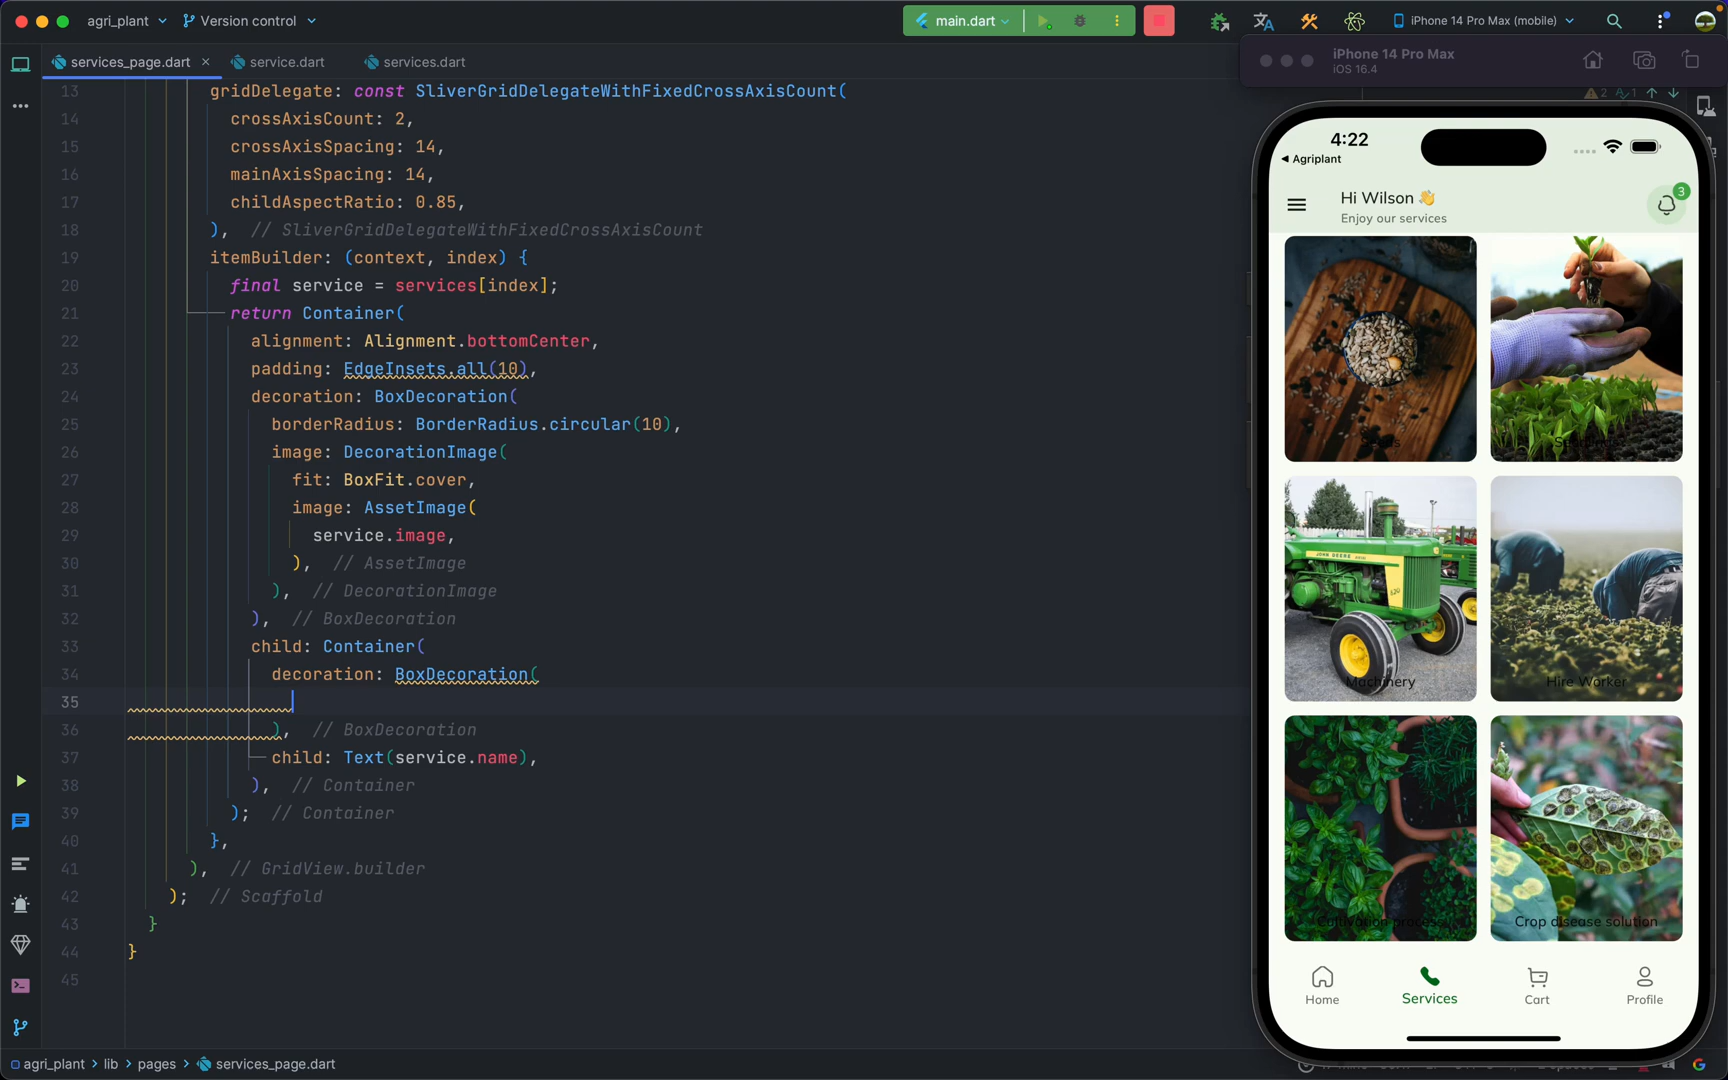 agri_plant
Version control
main.dart
iPhone 14 Pro Max (mobile)
services_page.dart
service.dart
services.dart
iPhone 14 Pro Max
iOS 16.4
2
1
13 gridDelegate: const SliverGridDelegateWithFixedCrossAxisCount(
14 crossAxisCount: 2,
15 crossAxisSpacing: 14,
16 mainAxisSpacing: 14,
17 childAspectRatio: 0.85,
18 ), // SliverGridDelegateWithFixedCrossAxisCount
19 itemBuilder: (context, index) {
20 final service = services[index];
21 return Container(
22 alignment: Alignment.bottomCenter,
23 padding: EdgeInsets.all(10),
24 decoration: BoxDecoration(
25 borderRadius: BorderRadius.circular(10),
26 image: DecorationImage(
27 fit: BoxFit.cover,
28 image: AssetImage(
29 service.image,
30 ), // AssetImage
31 ), // DecorationImage
32 ), // BoxDecoration
33 child: Container(
34 decoration: BoxDecoration(
35
36 ), // BoxDecoration
37 child: Text(service.name),
38 ), // Container
39 ); // Container
40 },
41 ), // GridView.builder
42 ); // Scaffold
43 }
44 }
45
4:22
Agriplant
Hi Wilson 👋
Enjoy our services
3
Machinery
Hire Worker
Cultivation process
Crop disease solution
JOHN DEERE
Home
Services
Cart
Profile
agri_plant > lib > pages > services_page.dart